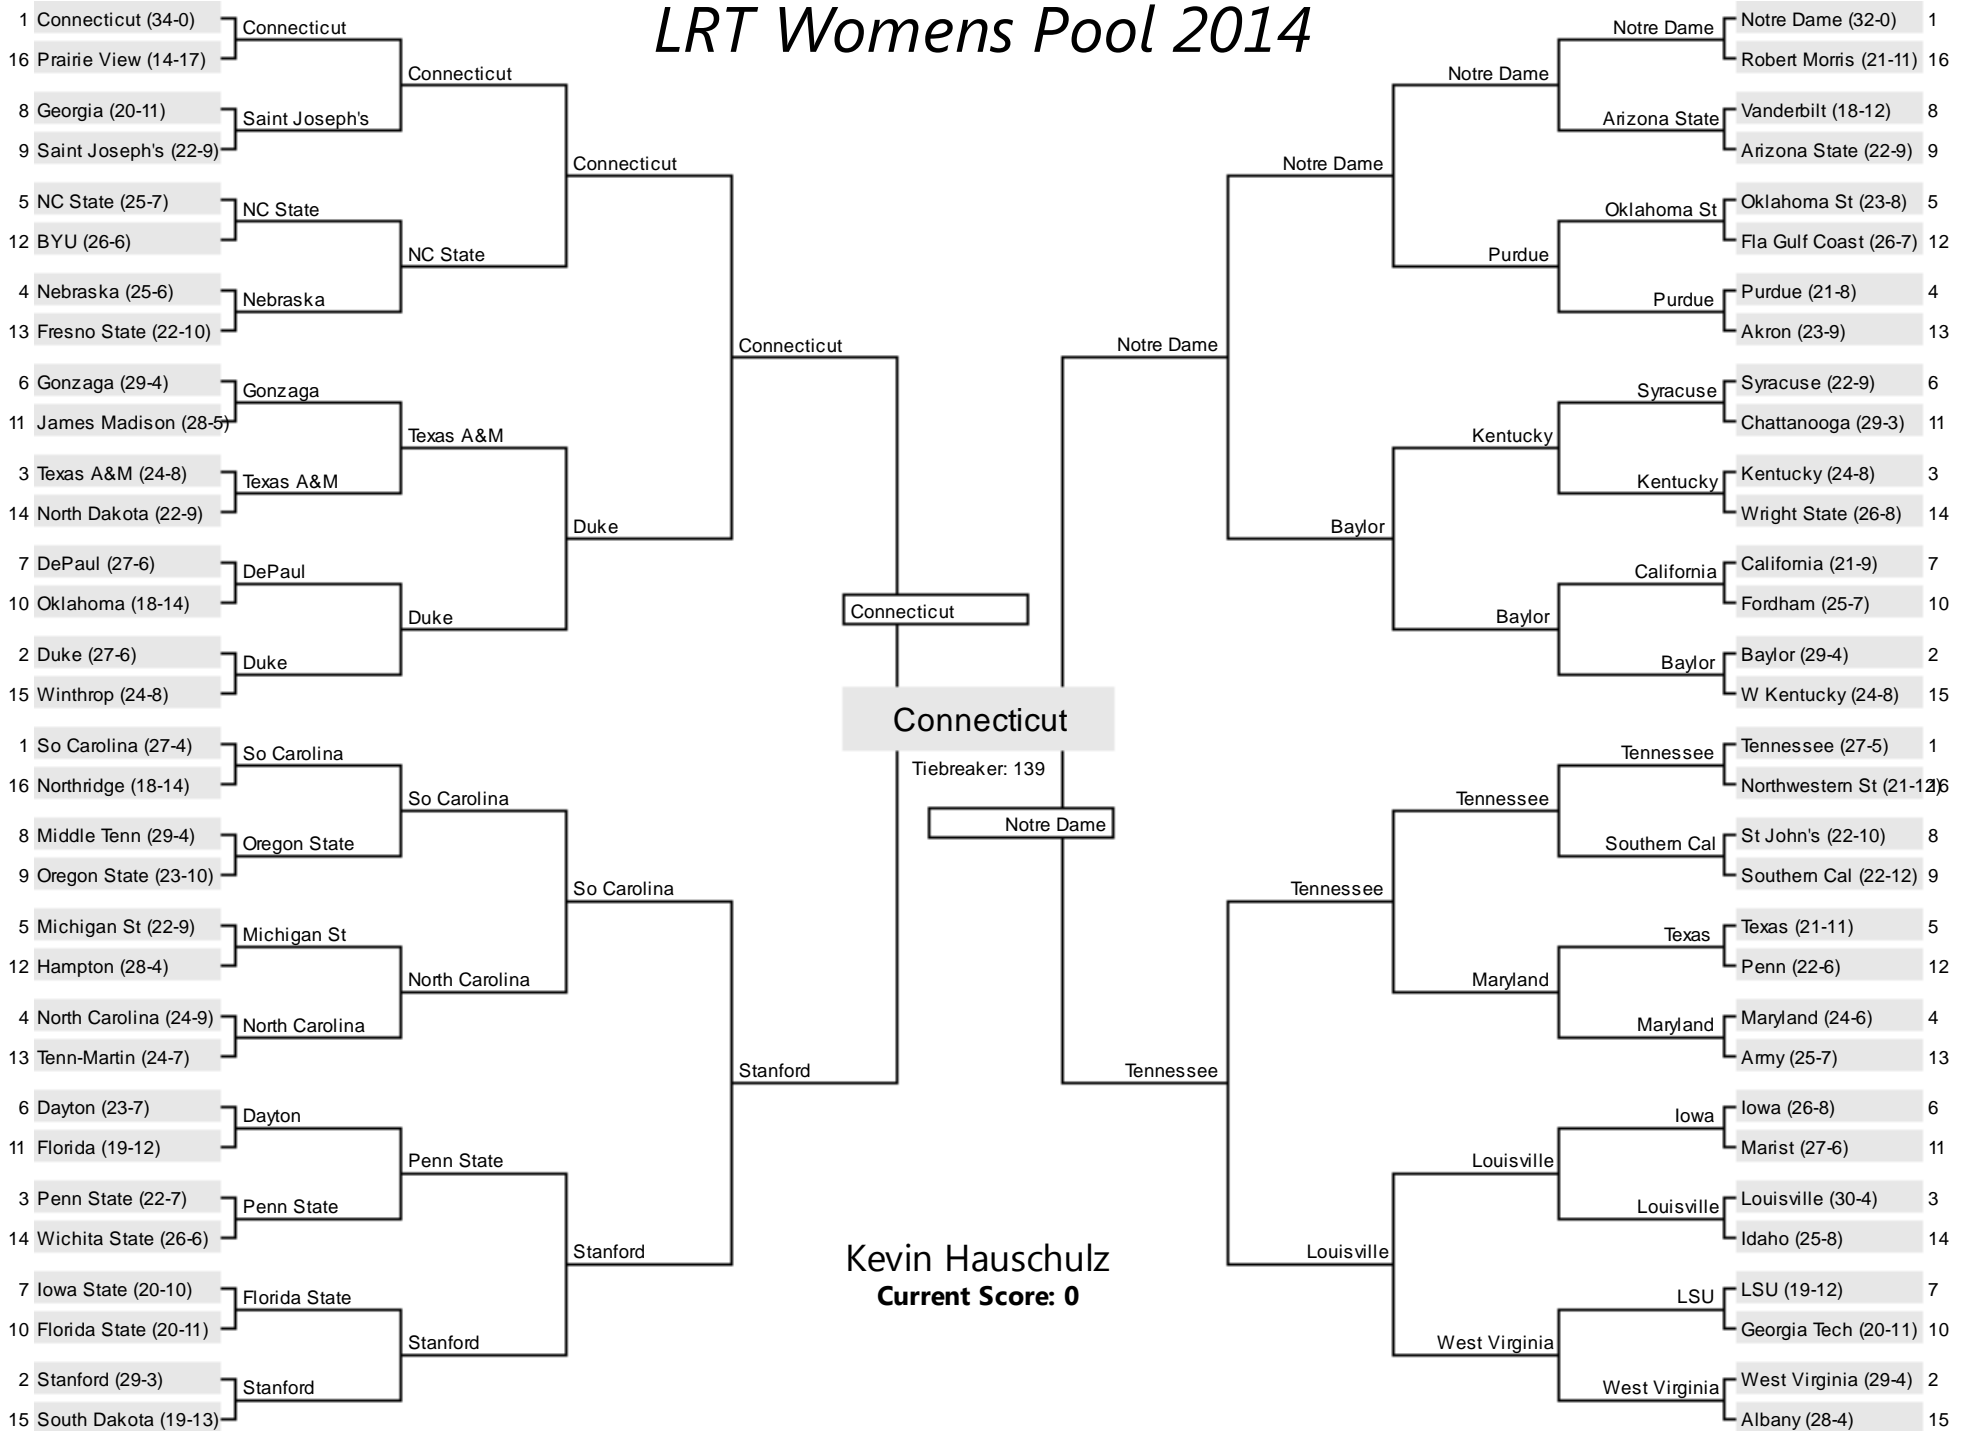 LRT Womens Pool 2014
1 Connecticut (34-0)
16 Prairie View (14-17)
8 Georgia (20-11)
9 Saint Joseph's (22-9)
5 NC State (25-7)
12 BYU (26-6)
4 Nebraska (25-6)
13 Fresno State (22-10)
6 Gonzaga (29-4)
11 James Madison (28-5)
3 Texas A&M (24-8)
14 North Dakota (22-9)
7 DePaul (27-6)
10 Oklahoma (18-14)
2 Duke (27-6)
15 Winthrop (24-8)
1 So Carolina (27-4)
16 Northridge (18-14)
8 Middle Tenn (29-4)
9 Oregon State (23-10)
5 Michigan St (22-9)
12 Hampton (28-4)
4 North Carolina (24-9)
13 Tenn-Martin (24-7)
6 Dayton (23-7)
11 Florida (19-12)
3 Penn State (22-7)
14 Wichita State (26-6)
7 Iowa State (20-10)
10 Florida State (20-11)
2 Stanford (29-3)
15 South Dakota (19-13)
Connecticut
Saint Joseph's
NC State
Nebraska
Gonzaga
Texas A&M
DePaul
Duke
So Carolina
Oregon State
Michigan St
North Carolina
Dayton
Penn State
Florida State
Stanford
Connecticut
NC State
Texas A&M
Duke
So Carolina
North Carolina
Penn State
Stanford
Connecticut
Duke
So Carolina
Stanford
Connecticut
Stanford
Connecticut
Connecticut
Tiebreaker: 139
Notre Dame
Kevin Hauschulz
Current Score: 0
Notre Dame
Tennessee
Notre Dame
Baylor
Tennessee
Louisville
Notre Dame
Purdue
Kentucky
Baylor
Tennessee
Maryland
Louisville
West Virginia
Notre Dame
Arizona State
Oklahoma St
Purdue
Syracuse
Kentucky
California
Baylor
Tennessee
Southern Cal
Texas
Maryland
Iowa
Louisville
LSU
West Virginia
Notre Dame (32-0) 1
Robert Morris (21-11) 16
Vanderbilt (18-12) 8
Arizona State (22-9) 9
Oklahoma St (23-8) 5
Fla Gulf Coast (26-7) 12
Purdue (21-8) 4
Akron (23-9) 13
Syracuse (22-9) 6
Chattanooga (29-3) 11
Kentucky (24-8) 3
Wright State (26-8) 14
California (21-9) 7
Fordham (25-7) 10
Baylor (29-4) 2
W Kentucky (24-8) 15
Tennessee (27-5) 1
Northwestern St (21-12) 16
St John's (22-10) 8
Southern Cal (22-12) 9
Texas (21-11) 5
Penn (22-6) 12
Maryland (24-6) 4
Army (25-7) 13
Iowa (26-8) 6
Marist (27-6) 11
Louisville (30-4) 3
Idaho (25-8) 14
LSU (19-12) 7
Georgia Tech (20-11) 10
West Virginia (29-4) 2
Albany (28-4) 15